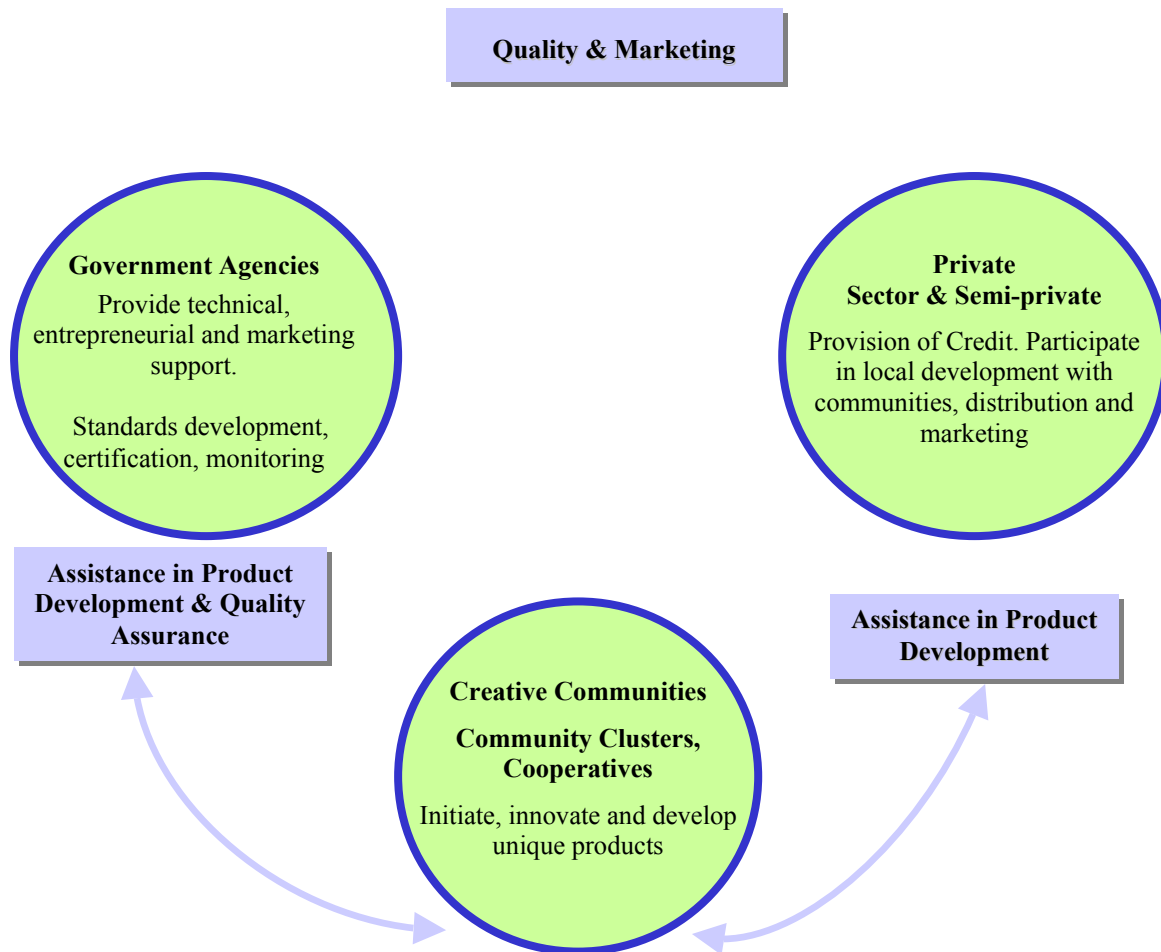 Quality & Marketing
Government Agencies
Provide technical,
entrepreneurial and marketing
support.
Standards development,
certification, monitoring
Private
Sector & Semi-private
Provision of Credit. Participate
in local development with
communities, distribution and
marketing
Assistance in Product
Development & Quality
Assurance
Assistance in Product
Development
Creative Communities
Community Clusters,
Cooperatives
Initiate, innovate and develop
unique products